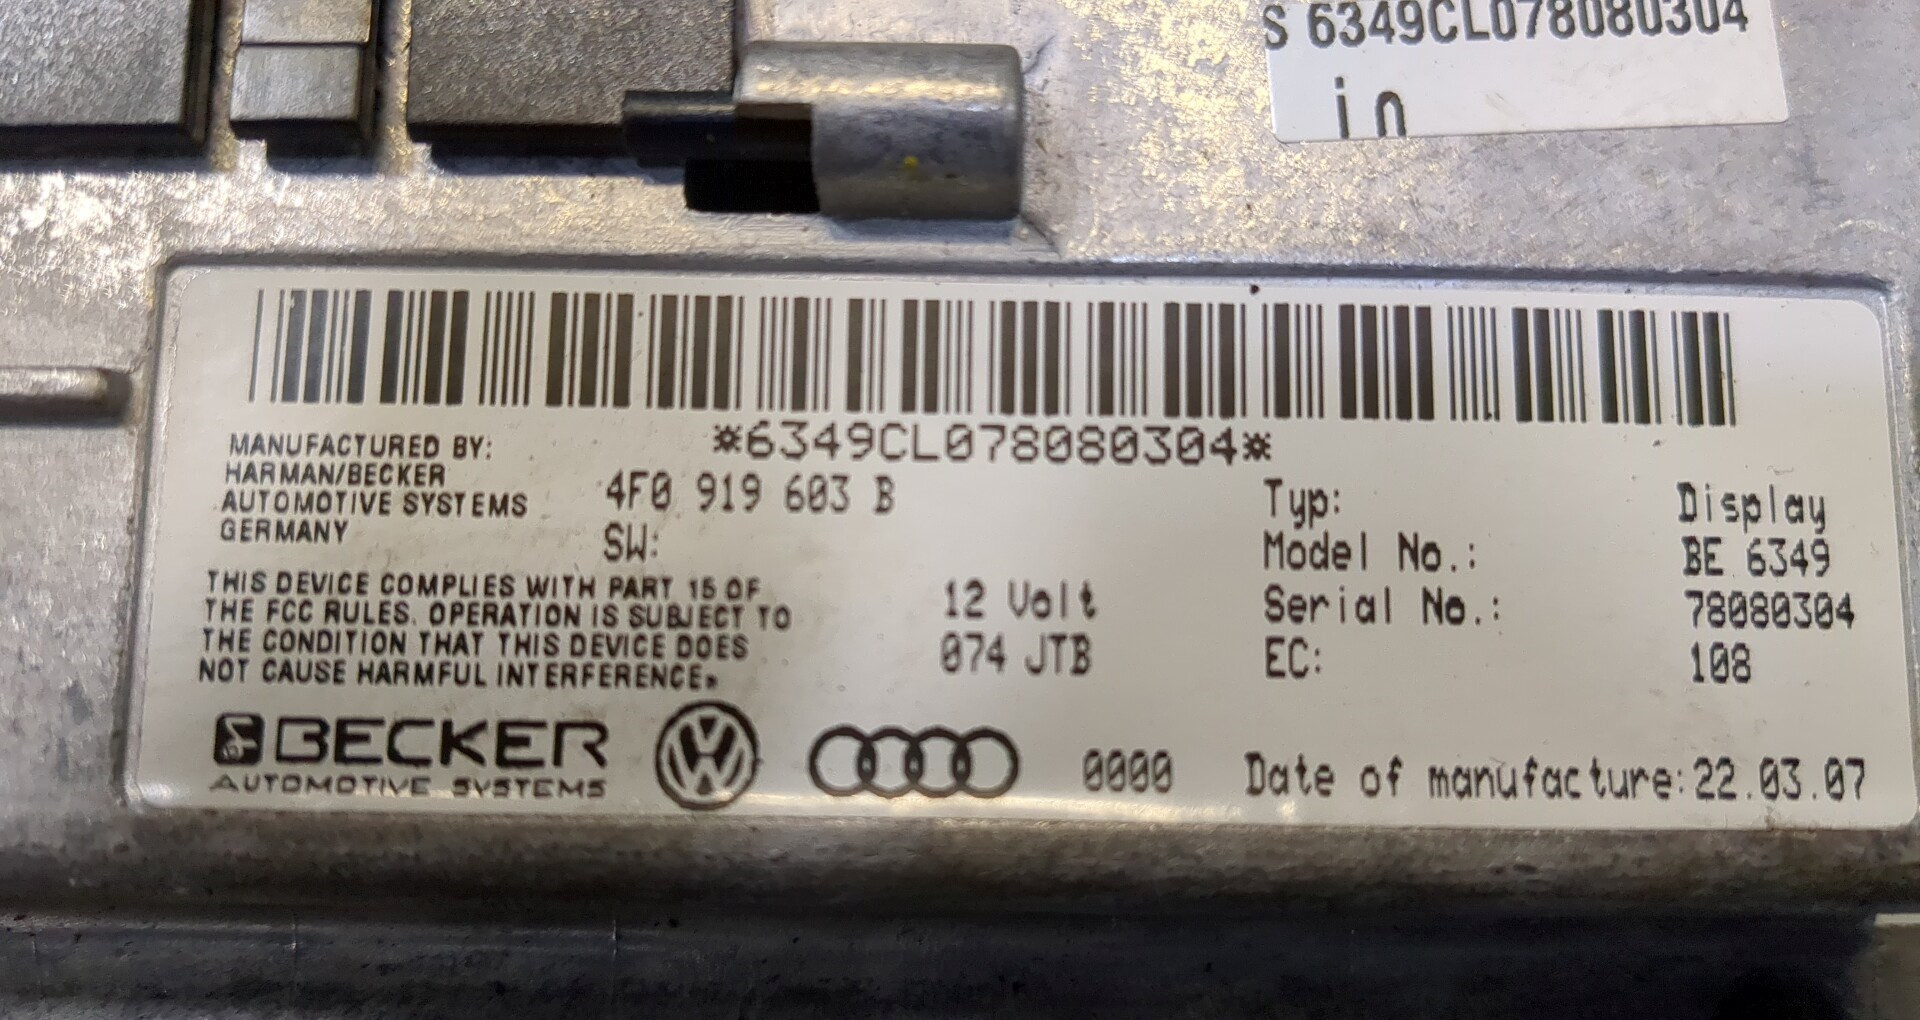 S 6349CL078080304
in
*6349CL078080304*
MANUFACTURED BY:
HARMAN/BECKER
AUTOMOTIVE SYSTEMS
GERMANY
4F0 919 603 B
SW:
THIS DEVICE COMPLIES WITH PART 15 OF
THE FCC RULES. OPERATION IS SUBJECT TO
THE CONDITION THAT THIS DEVICE DOES
NOT CAUSE HARMFUL INTERFERENCE.
12 Volt
074 JTB
Typ: Display
Model No.: BE 6349
Serial No.: 78080304
EC: 108
BECKER
AUTOMOTIVE SYSTEMS
0000
Date of manufacture: 22.03.07